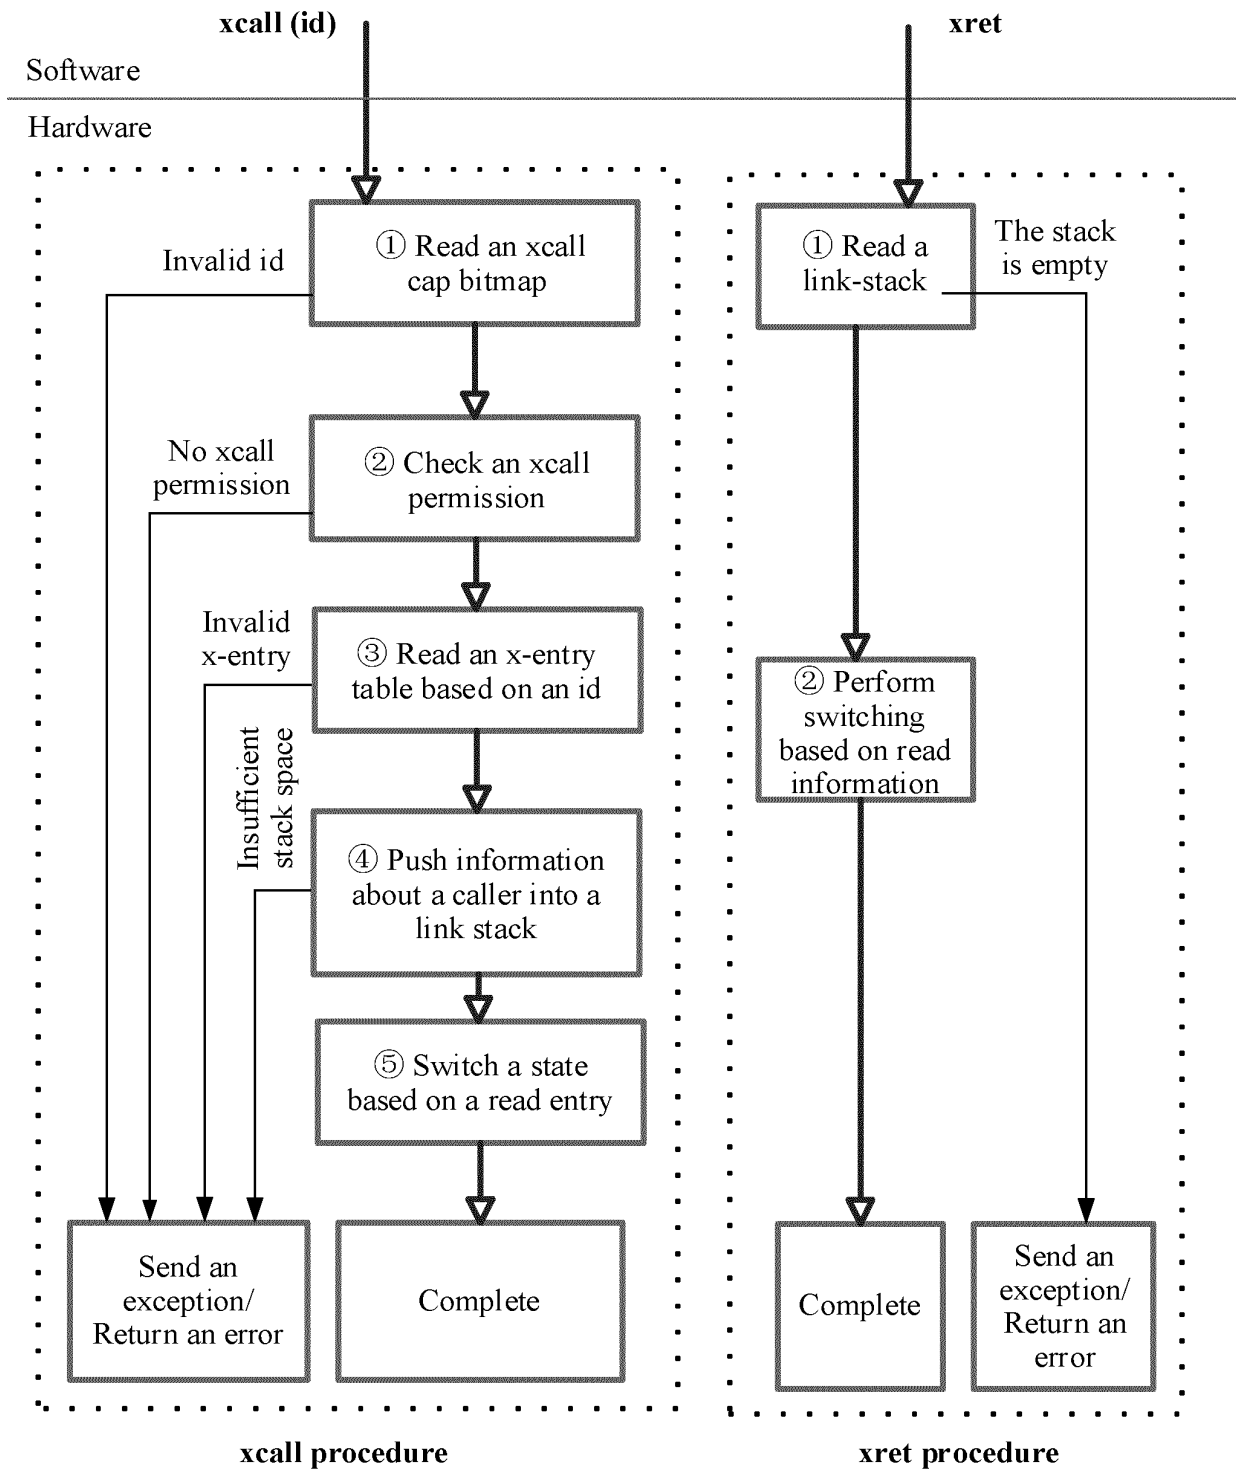 xcall (id)
xret
Software
Hardware
Invalid id
① Read an xcall
cap bitmap
No xcall
permission
② Check an xcall
permission
Invalid
x-entry
③ Read an x-entry
table based on an id
Insufficient
stack space
④ Push information
about a caller into a
link stack
⑤ Switch a state
based on a read entry
Send an
exception/
Return an error
Complete
xcall procedure
① Read a
link-stack
The stack
is empty
② Perform
switching
based on read
information
Complete
Send an
exception/
Return an
error
xret procedure